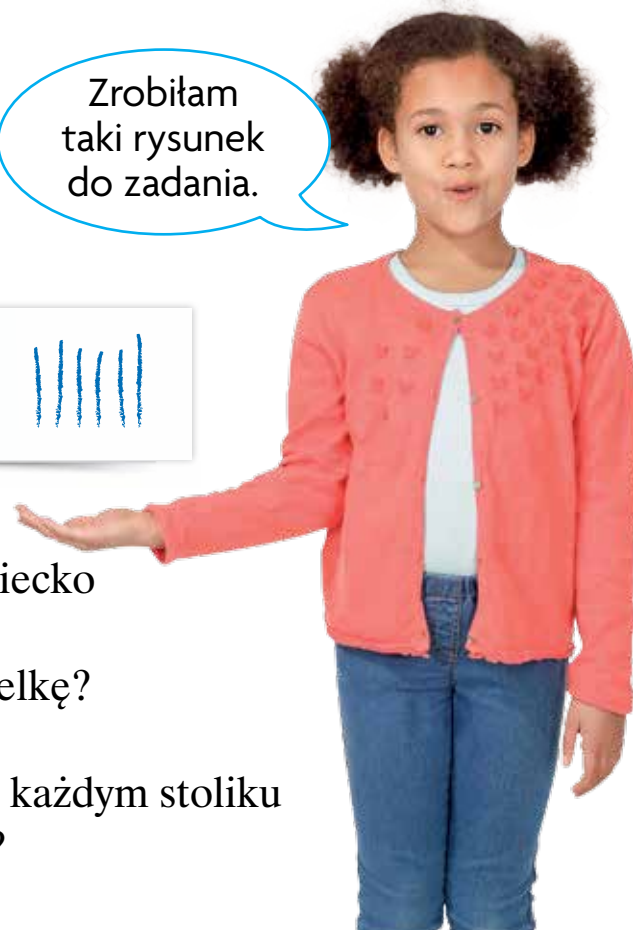 Zrobiłam
taki rysunek
do zadania.
iecko
elkę?
każdym stoliku
?